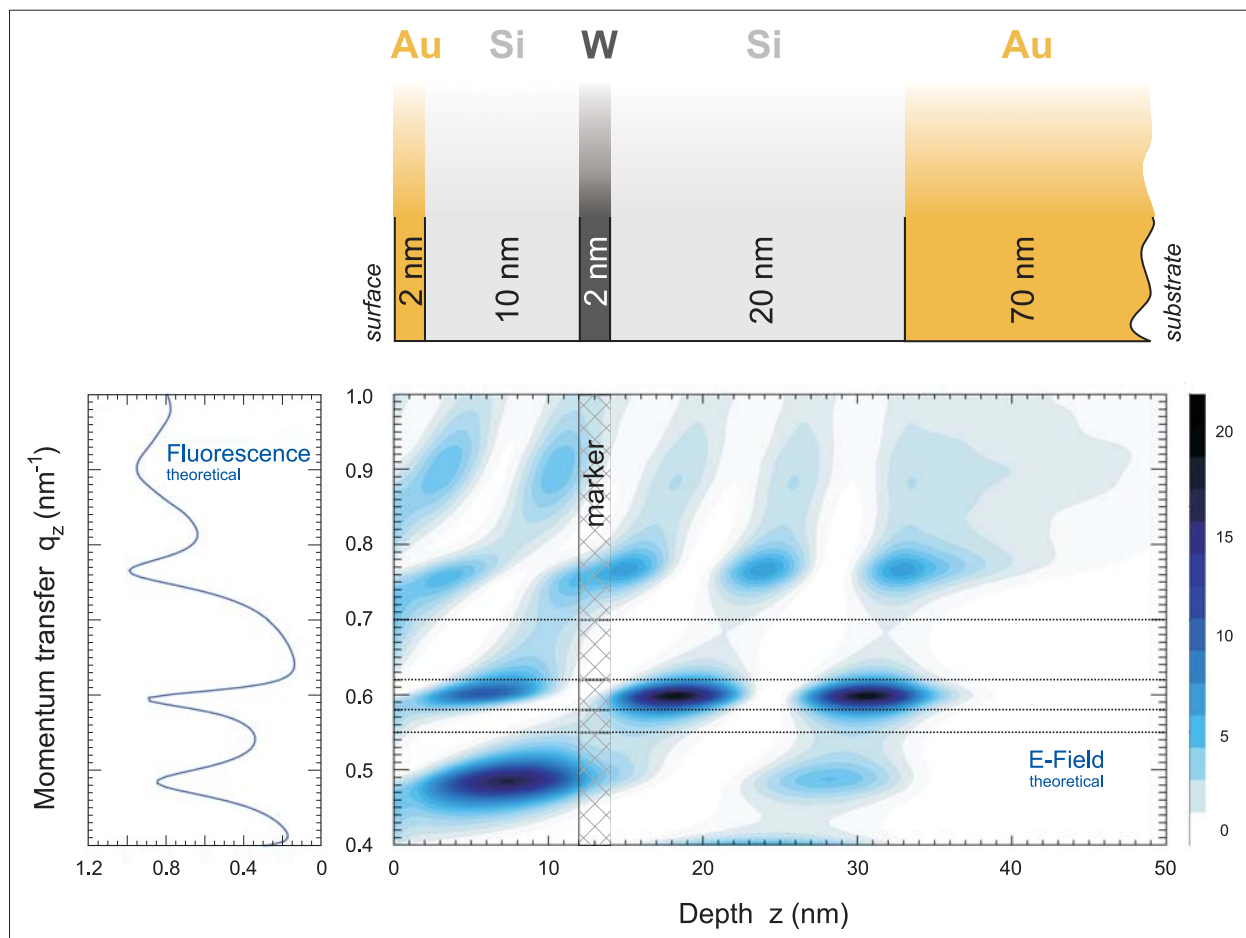 Au Si W Si Au
surface 2 nm 10 nm 2 nm 20 nm 70 nm substrate
Momentum transfer q_z (nm⁻¹)
Fluorescence
theoretical
1.2 0.8 0.4 0
1.0
0.9
0.8
0.7
0.6
0.5
0.4
marker
E-Field
theoretical
0 10 20 30 40 50
Depth z (nm)
20
15
10
5
0